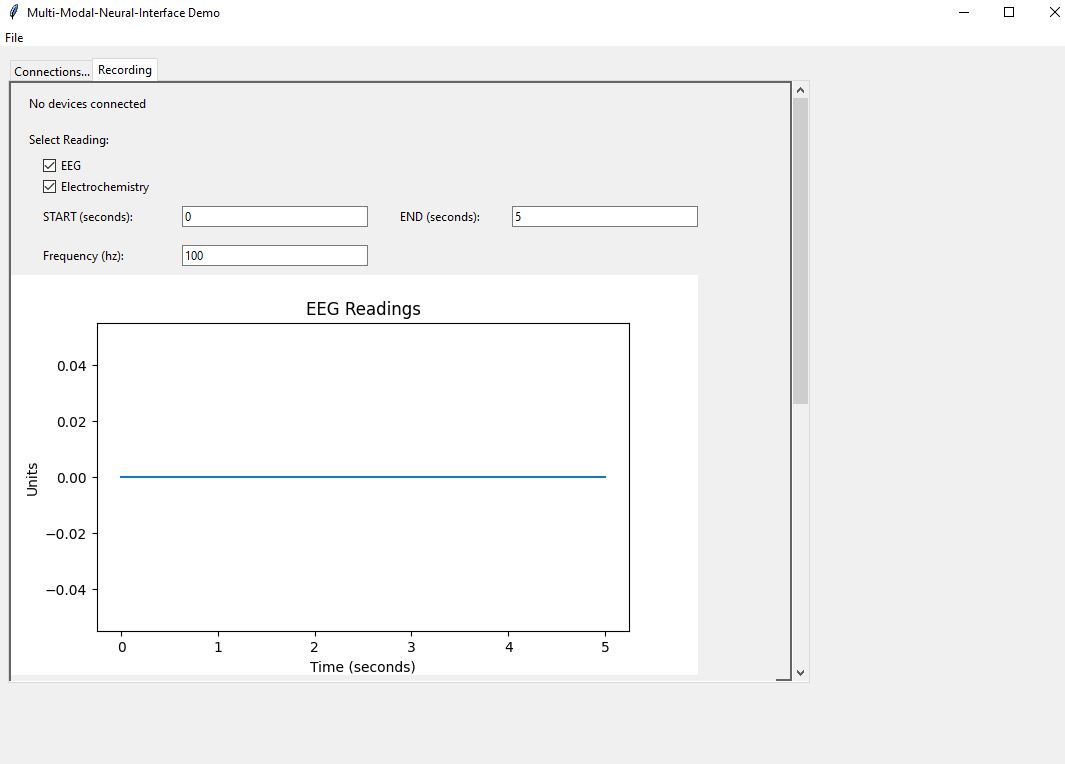 Multi-Modal-Neural-Interface Demo
File
Connections... Recording
No devices connected
Select Reading:
EEG
Electrochemistry
START (seconds): 0 END (seconds): 5
Frequency (hz): 100
EEG Readings
0.04
0.02
0.00
−0.02
−0.04
Units
0 1 2 3 4 5
Time (seconds)